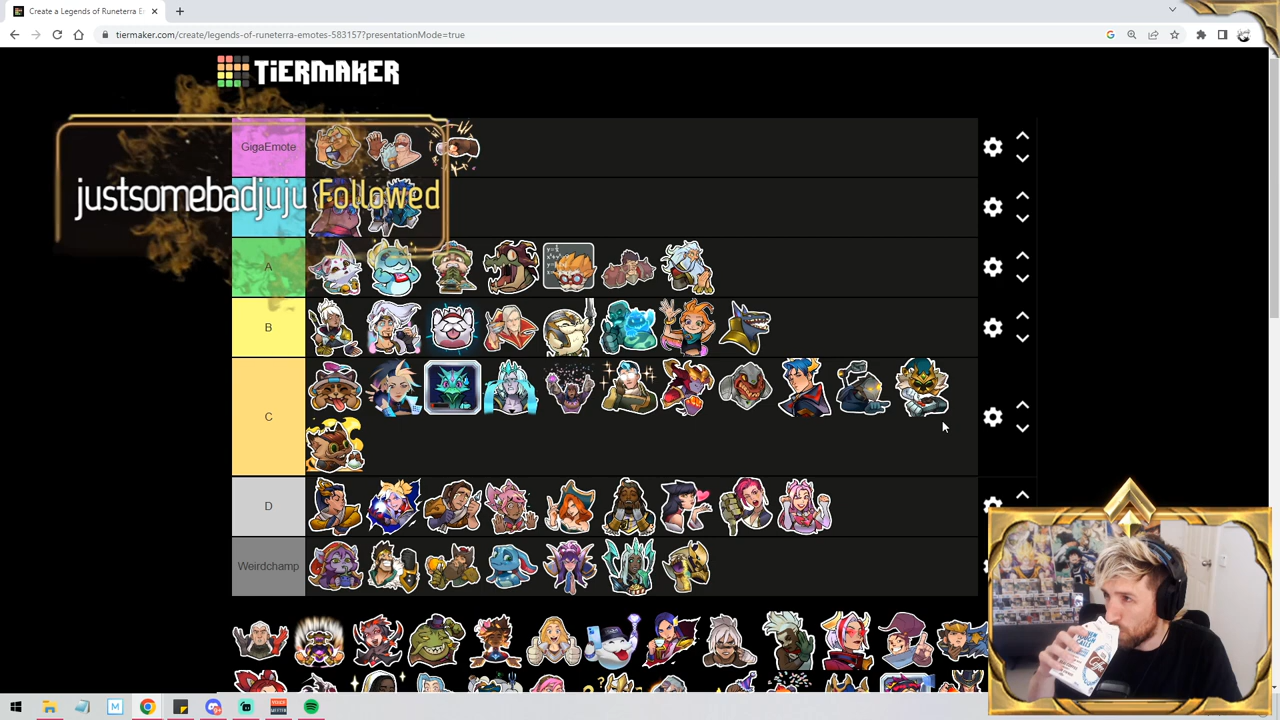 Create a Legends of Runeterra Em
tiermaker.com/create/legends-of-runeterra-emotes-583157?presentationMode=true
TiERMAKER
GigaEmote
justsomebadjuju Followed
A
B
C
D
Weirdchamp